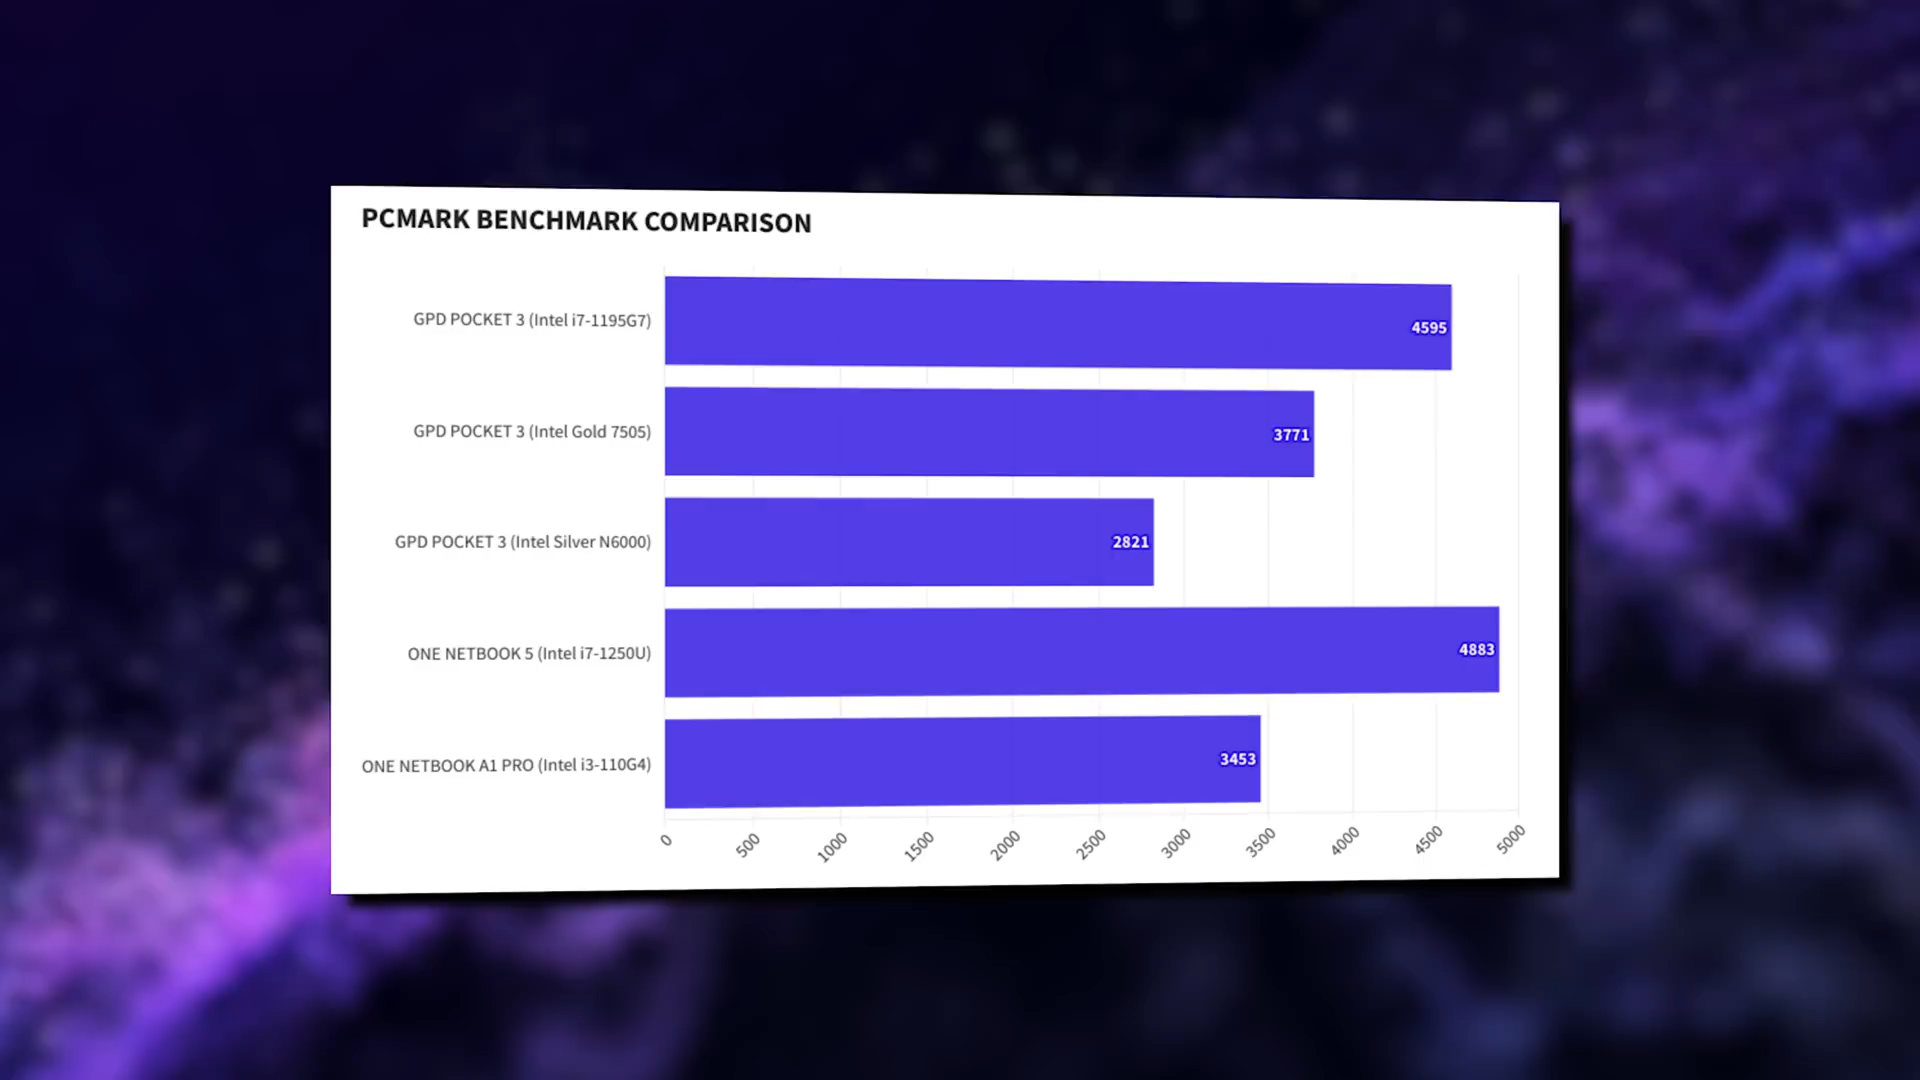 PCMARK BENCHMARK COMPARISON
GPD POCKET 3 (Intel i7-1195G7)
4595
GPD POCKET 3 (Intel Gold 7505)
3771
GPD POCKET 3 (Intel Silver N6000)
2821
ONE NETBOOK 5 (Intel i7-1250U)
4883
ONE NETBOOK A1 PRO (Intel i3-110G4)
3453
0 500 1000 1500 2000 2500 3000 3500 4000 4500 5000